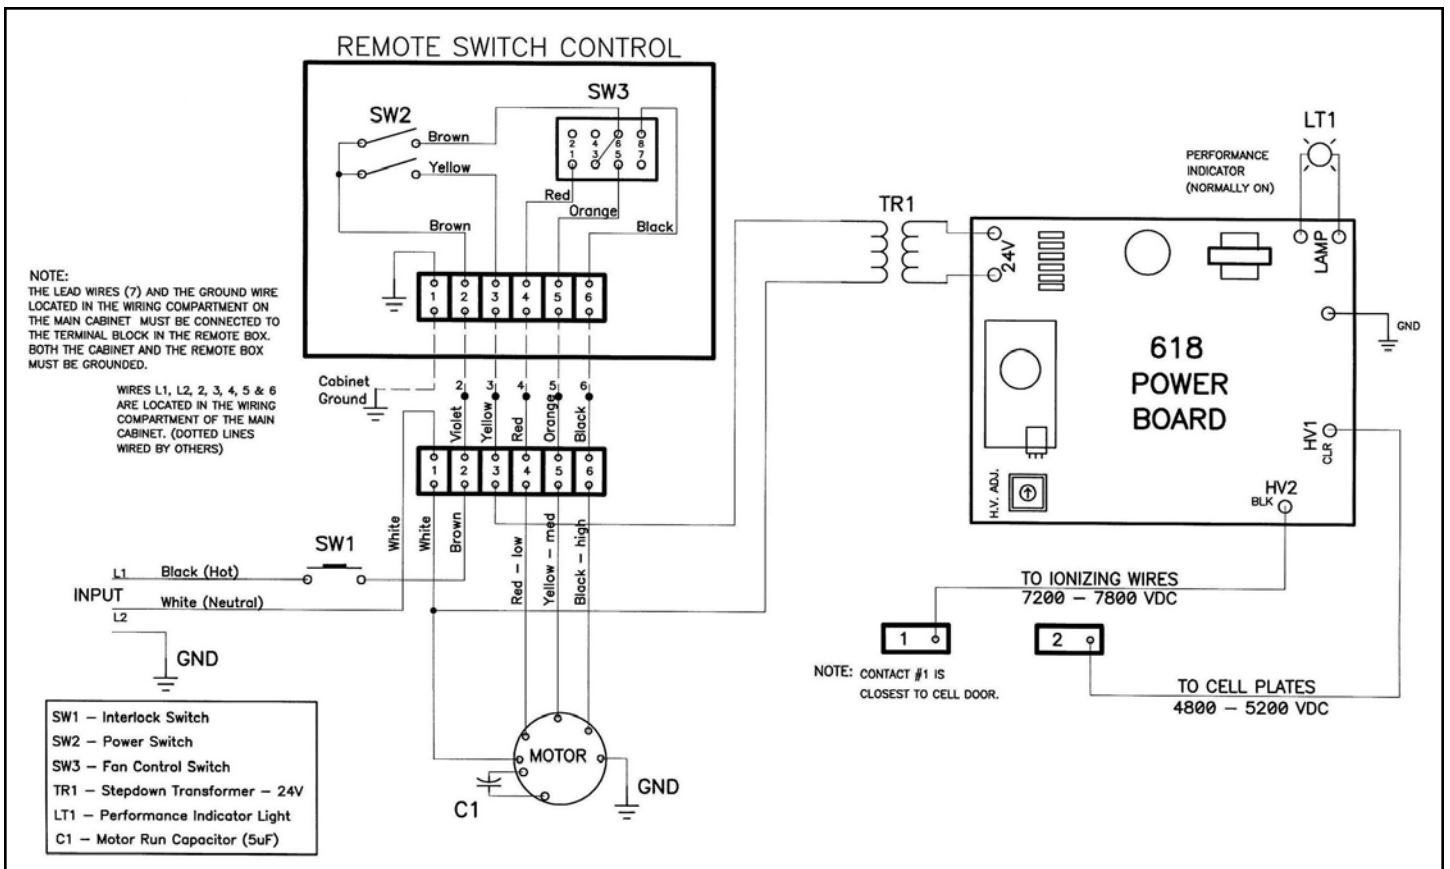 REMOTE SWITCH CONTROL
SW2
SW3
Brown
Yellow
2 4 6 8
1 3 5 7
Red
Orange
Brown
Black
1 2 3 4 5 6
NOTE:
THE LEAD WIRES (7) AND THE GROUND WIRE
LOCATED IN THE WIRING COMPARTMENT ON
THE MAIN CABINET MUST BE CONNECTED TO
THE TERMINAL BLOCK IN THE REMOTE BOX.
BOTH THE CABINET AND THE REMOTE BOX
MUST BE GROUNDED.
WIRES L1, L2, 2, 3, 4, 5 & 6
ARE LOCATED IN THE WIRING
COMPARTMENT OF THE MAIN
CABINET. (DOTTED LINES
WIRED BY OTHERS)
Cabinet
Ground
2 3 4 5 6
Violet
Yellow
Red
Orange
Black
1 2 3 4 5 6
White
White
Brown
Red – low
Yellow – med
Black – high
SW1
INPUT
L1
Black (Hot)
White (Neutral)
L2
GND
MOTOR
C1
GND
SW1 – Interlock Switch
SW2 – Power Switch
SW3 – Fan Control Switch
TR1 – Stepdown Transformer – 24V
LT1 – Performance Indicator Light
C1 – Motor Run Capacitor (5uF)
TR1
LT1
PERFORMANCE
INDICATOR
(NORMALLY ON)
24V
LAMP
GND
618
POWER
BOARD
HV1
CLR
H.V. ADJ.
HV2
BLK
TO IONIZING WIRES
7200 – 7800 VDC
1
2
NOTE: CONTACT #1 IS
CLOSEST TO CELL DOOR.
TO CELL PLATES
4800 – 5200 VDC